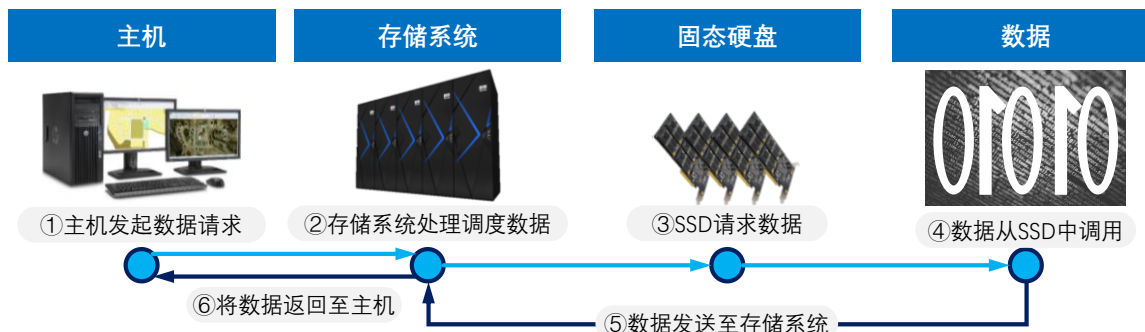 主机
存储系统
固态硬盘
数据
01010
①主机发起数据请求
②存储系统处理调度数据
③SSD请求数据
④数据从SSD中调用
⑥将数据返回至主机
⑤数据发送至存储系统